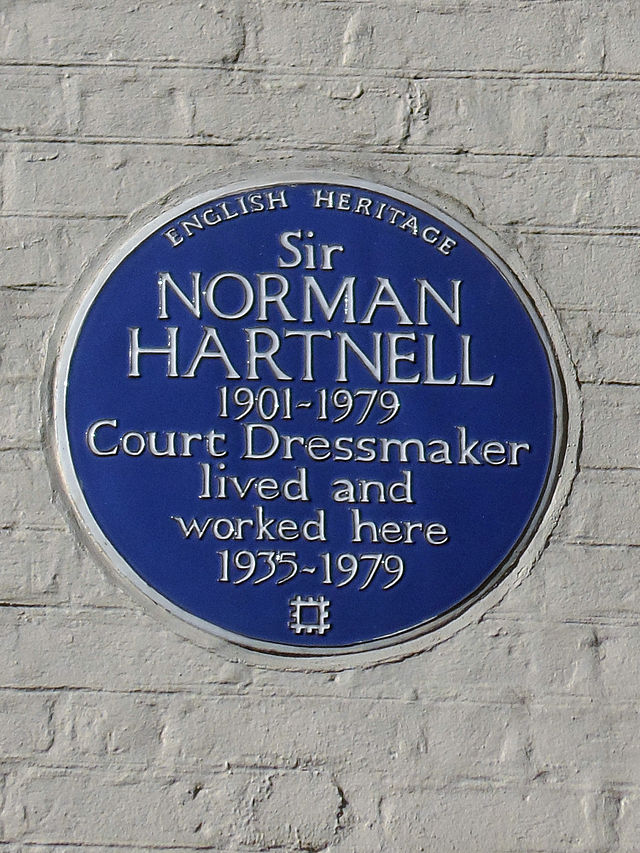 ENGLISH HERITAGE
Sir
NORMAN
HARTNELL
1901-1979
Court Dressmaker
lived and
worked here
1935-1979